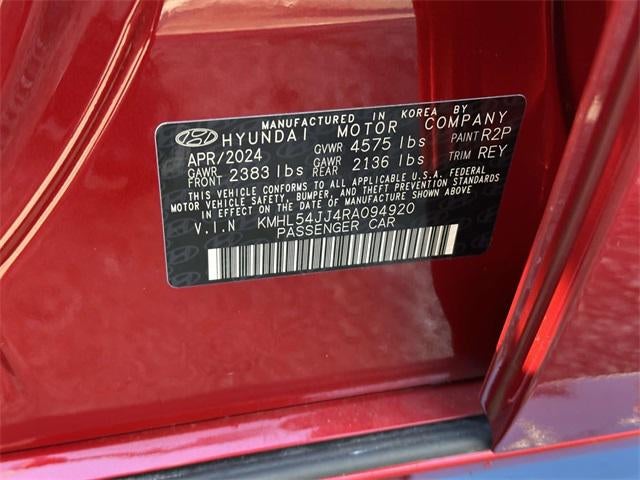 MANUFACTURED IN KOREA BY
HYUNDAI MOTOR COMPANY
APR/2024 GVWR 4575 lbs PAINT R2P
GAWR FRONT 2383 lbs GAWR REAR 2136 lbs TRIM REY
THIS VEHICLE CONFORMS TO ALL APPLICABLE U.S.A. FEDERAL
MOTOR VEHICLE SAFETY, BUMPER, AND THEFT PREVENTION STANDARDS
IN EFFECT ON THE DATE OF MANUFACTURE SHOWN ABOVE.
V.I.N KMHL54JJ4RA094920
PASSENGER CAR